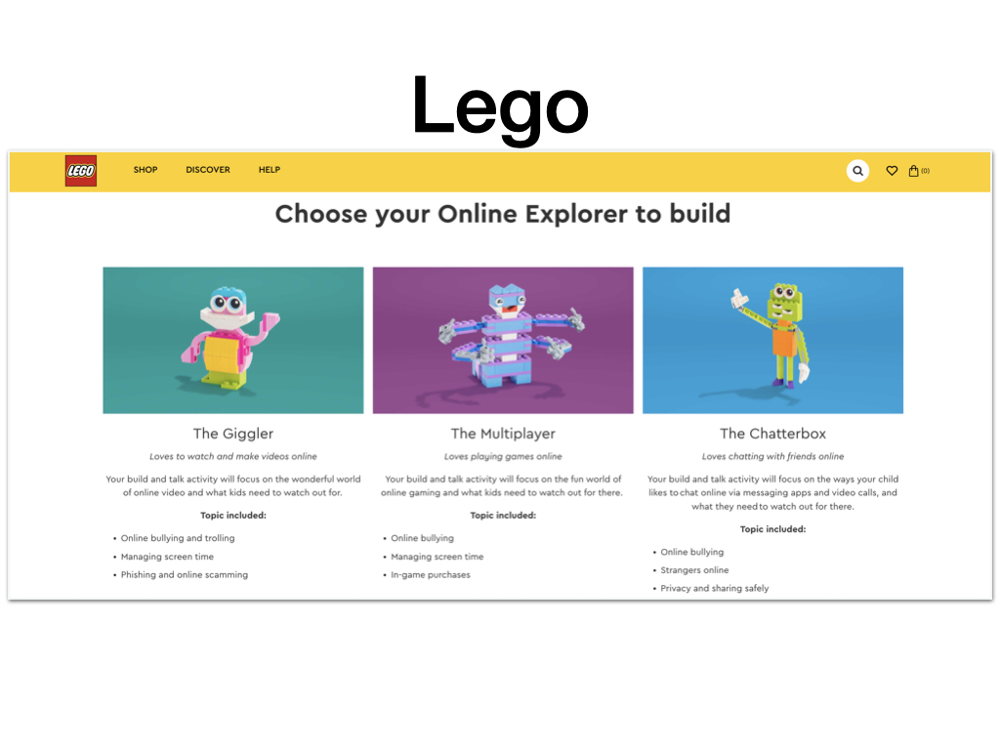 Lego
LEGO
SHOP
DISCOVER
HELP
(0)
Choose your Online Explorer to build
The Giggler
Loves to watch and make videos online
Your build and talk activity will focus on the wonderful world
of online video and what kids need to watch out for.
Topic included:
• Online bullying and trolling
• Managing screen time
• Phishing and online scamming
The Multiplayer
Loves playing games online
Your build and talk activity will focus on the fun world of
online gaming and what kids need to watch out for there.
Topic included:
• Online bullying
• Managing screen time
• In-game purchases
The Chatterbox
Loves chatting with friends online
Your build and talk activity will focus on the ways your child
likes to chat online via messaging apps and video calls, and
what they need to watch out for there.
Topic included:
• Online bullying
• Strangers online
• Privacy and sharing safely